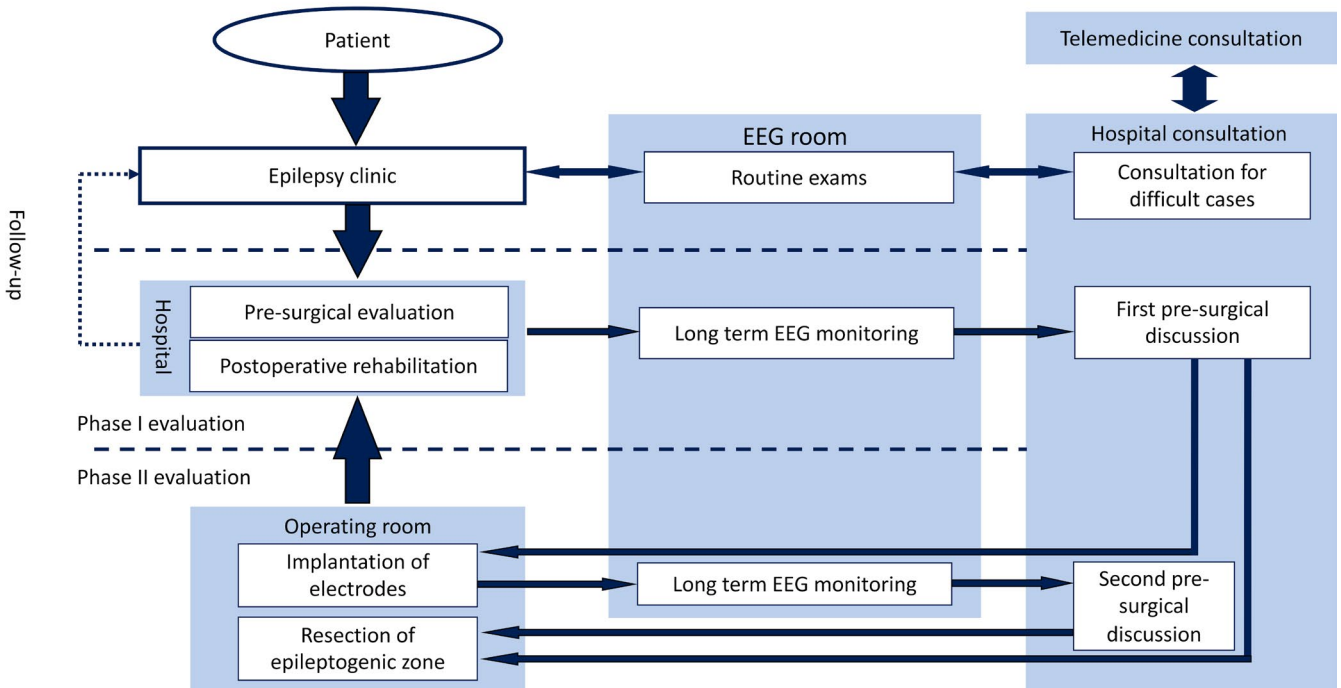 Patient
Telemedicine consultation
EEG room
Hospital consultation
Epilepsy clinic
Routine exams
Consultation for
difficult cases
Follow-up
Hospital
Pre-surgical evaluation
Postoperative rehabilitation
Long term EEG monitoring
First pre-surgical
discussion
Phase I evaluation
Phase II evaluation
Operating room
Implantation of
electrodes
Long term EEG monitoring
Second pre-
surgical
discussion
Resection of
epileptogenic zone